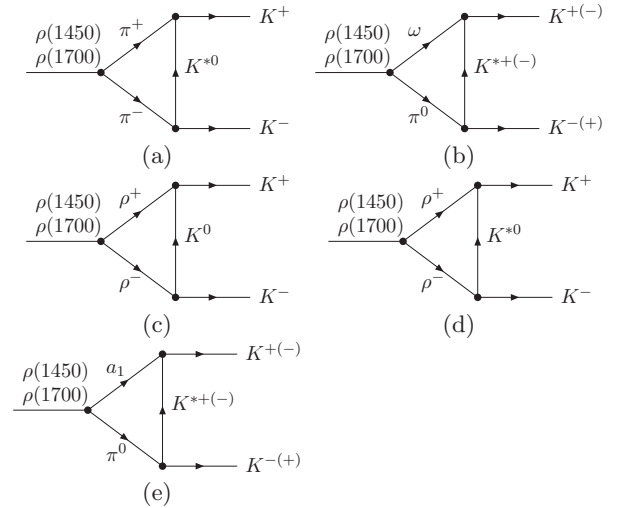 π⁺ K⁺
ρ(1450)
ρ(1700) K*⁰
π⁻ K⁻
(a)
ω K⁺⁽⁻⁾
ρ(1450)
ρ(1700) K*⁺⁽⁻⁾
π⁰ K⁻⁽⁺⁾
(b)
ρ⁺ K⁺
ρ(1450)
ρ(1700) K⁰
ρ⁻ K⁻
(c)
ρ⁺ K⁺
ρ(1450)
ρ(1700) K*⁰
ρ⁻ K⁻
(d)
a₁ K⁺⁽⁻⁾
ρ(1450)
ρ(1700) K*⁺⁽⁻⁾
π⁰ K⁻⁽⁺⁾
(e)